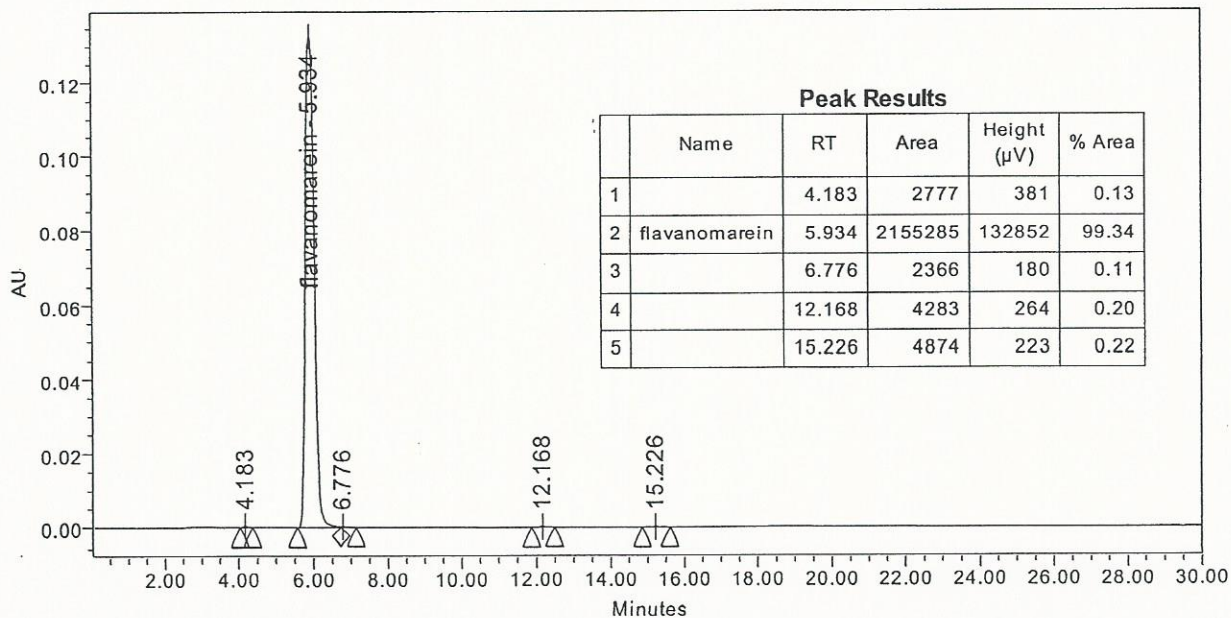 Peak Results
Name RT Area Height (µV) % Area
1 4.183 2777 381 0.13
2 flavanomarein 5.934 2155285 132852 99.34
3 6.776 2366 180 0.11
4 12.168 4283 264 0.20
5 15.226 4874 223 0.22
AU
0.12
0.10
0.08
0.06
0.04
0.02
0.00
flavanomarein - 5.934
4.183
6.776
12.168
15.226
2.00 4.00 6.00 8.00 10.00 12.00 14.00 16.00 18.00 20.00 22.00 24.00 26.00 28.00 30.00
Minutes